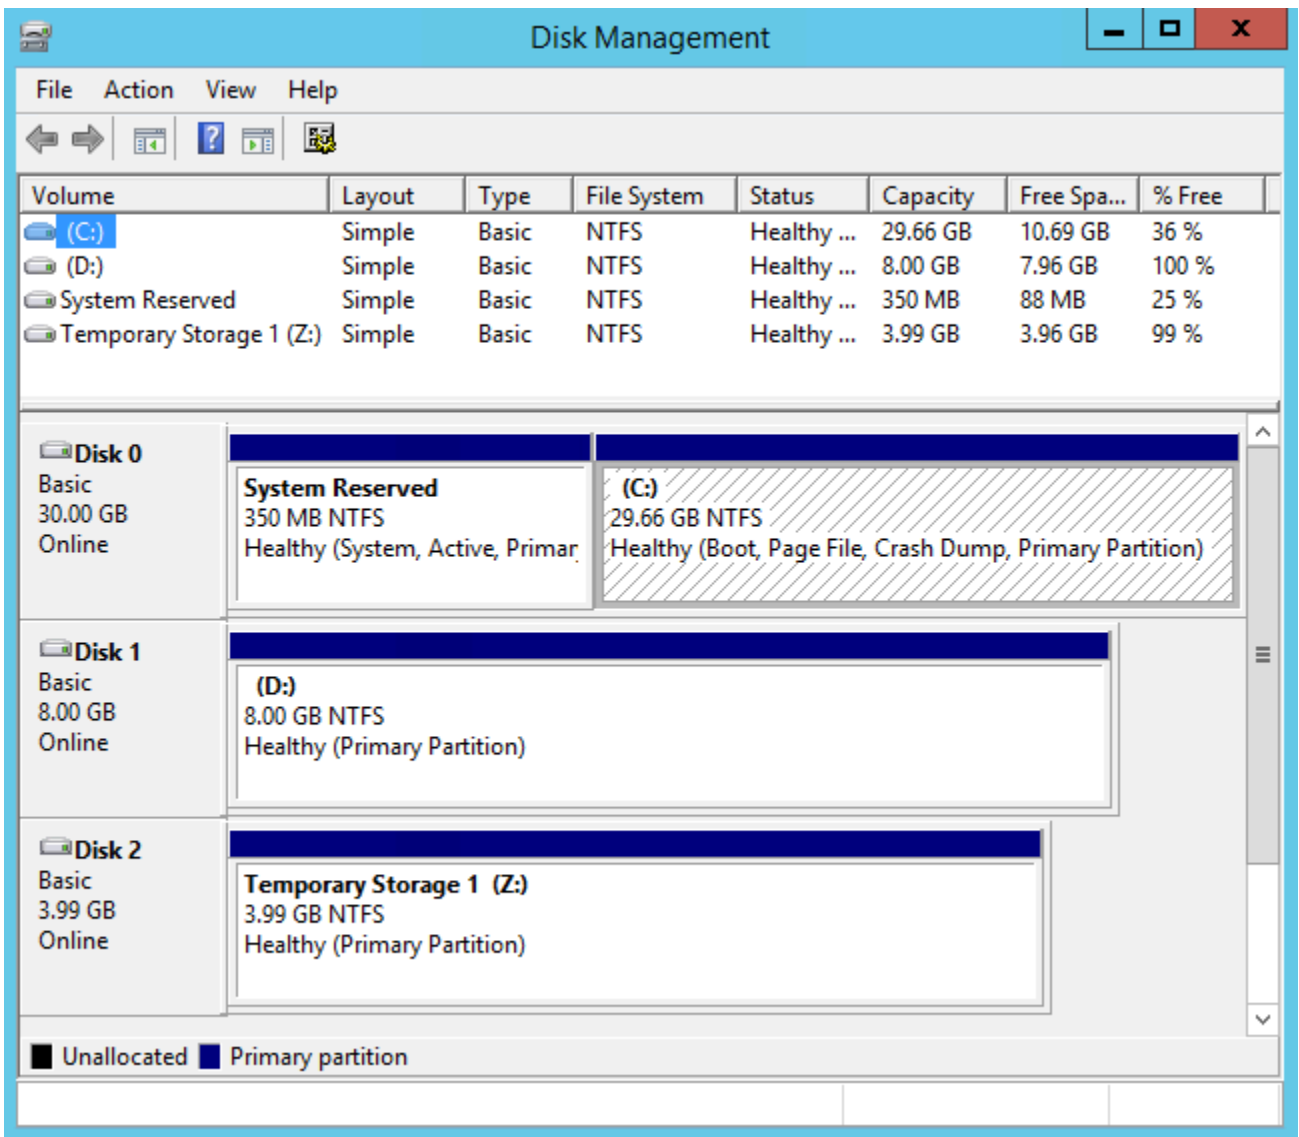 Disk Management
File Action View Help
Volume Layout Type File System Status Capacity Free Spa... % Free
(C:) Simple Basic NTFS Healthy ... 29.66 GB 10.69 GB 36 %
(D:) Simple Basic NTFS Healthy ... 8.00 GB 7.96 GB 100 %
System Reserved Simple Basic NTFS Healthy ... 350 MB 88 MB 25 %
Temporary Storage 1 (Z:) Simple Basic NTFS Healthy ... 3.99 GB 3.96 GB 99 %
Disk 0
Basic
30.00 GB
Online
System Reserved
350 MB NTFS
Healthy (System, Active, Primar
(C:)
29.66 GB NTFS
Healthy (Boot, Page File, Crash Dump, Primary Partition)
Disk 1
Basic
8.00 GB
Online
(D:)
8.00 GB NTFS
Healthy (Primary Partition)
Disk 2
Basic
3.99 GB
Online
Temporary Storage 1 (Z:)
3.99 GB NTFS
Healthy (Primary Partition)
Unallocated Primary partition